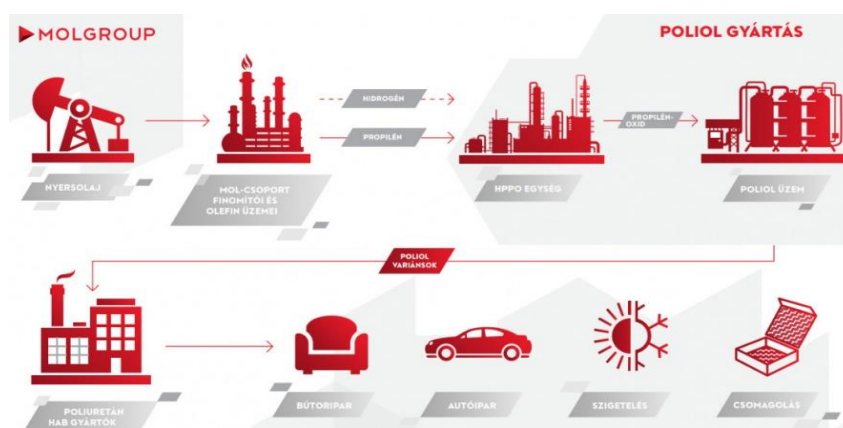 MOLGROUP
POLIOL GYÁRTÁS
HIDROGÉN
PROPILÉN
PROPILÉN-
OXID
NYERSOLAJ
MOL-CSOPORT
FINOMÍTÓI ÉS
OLEFIN ÜZEMEI
HPPO EGYSÉG
POLIOL ÜZEM
POLIOL
VARIÁNSOK
POLIURETÁN
HAB GYÁRTÓK
BÚTORIPAR
AUTÓIPAR
SZIGETELÉS
CSOMAGOLÁS